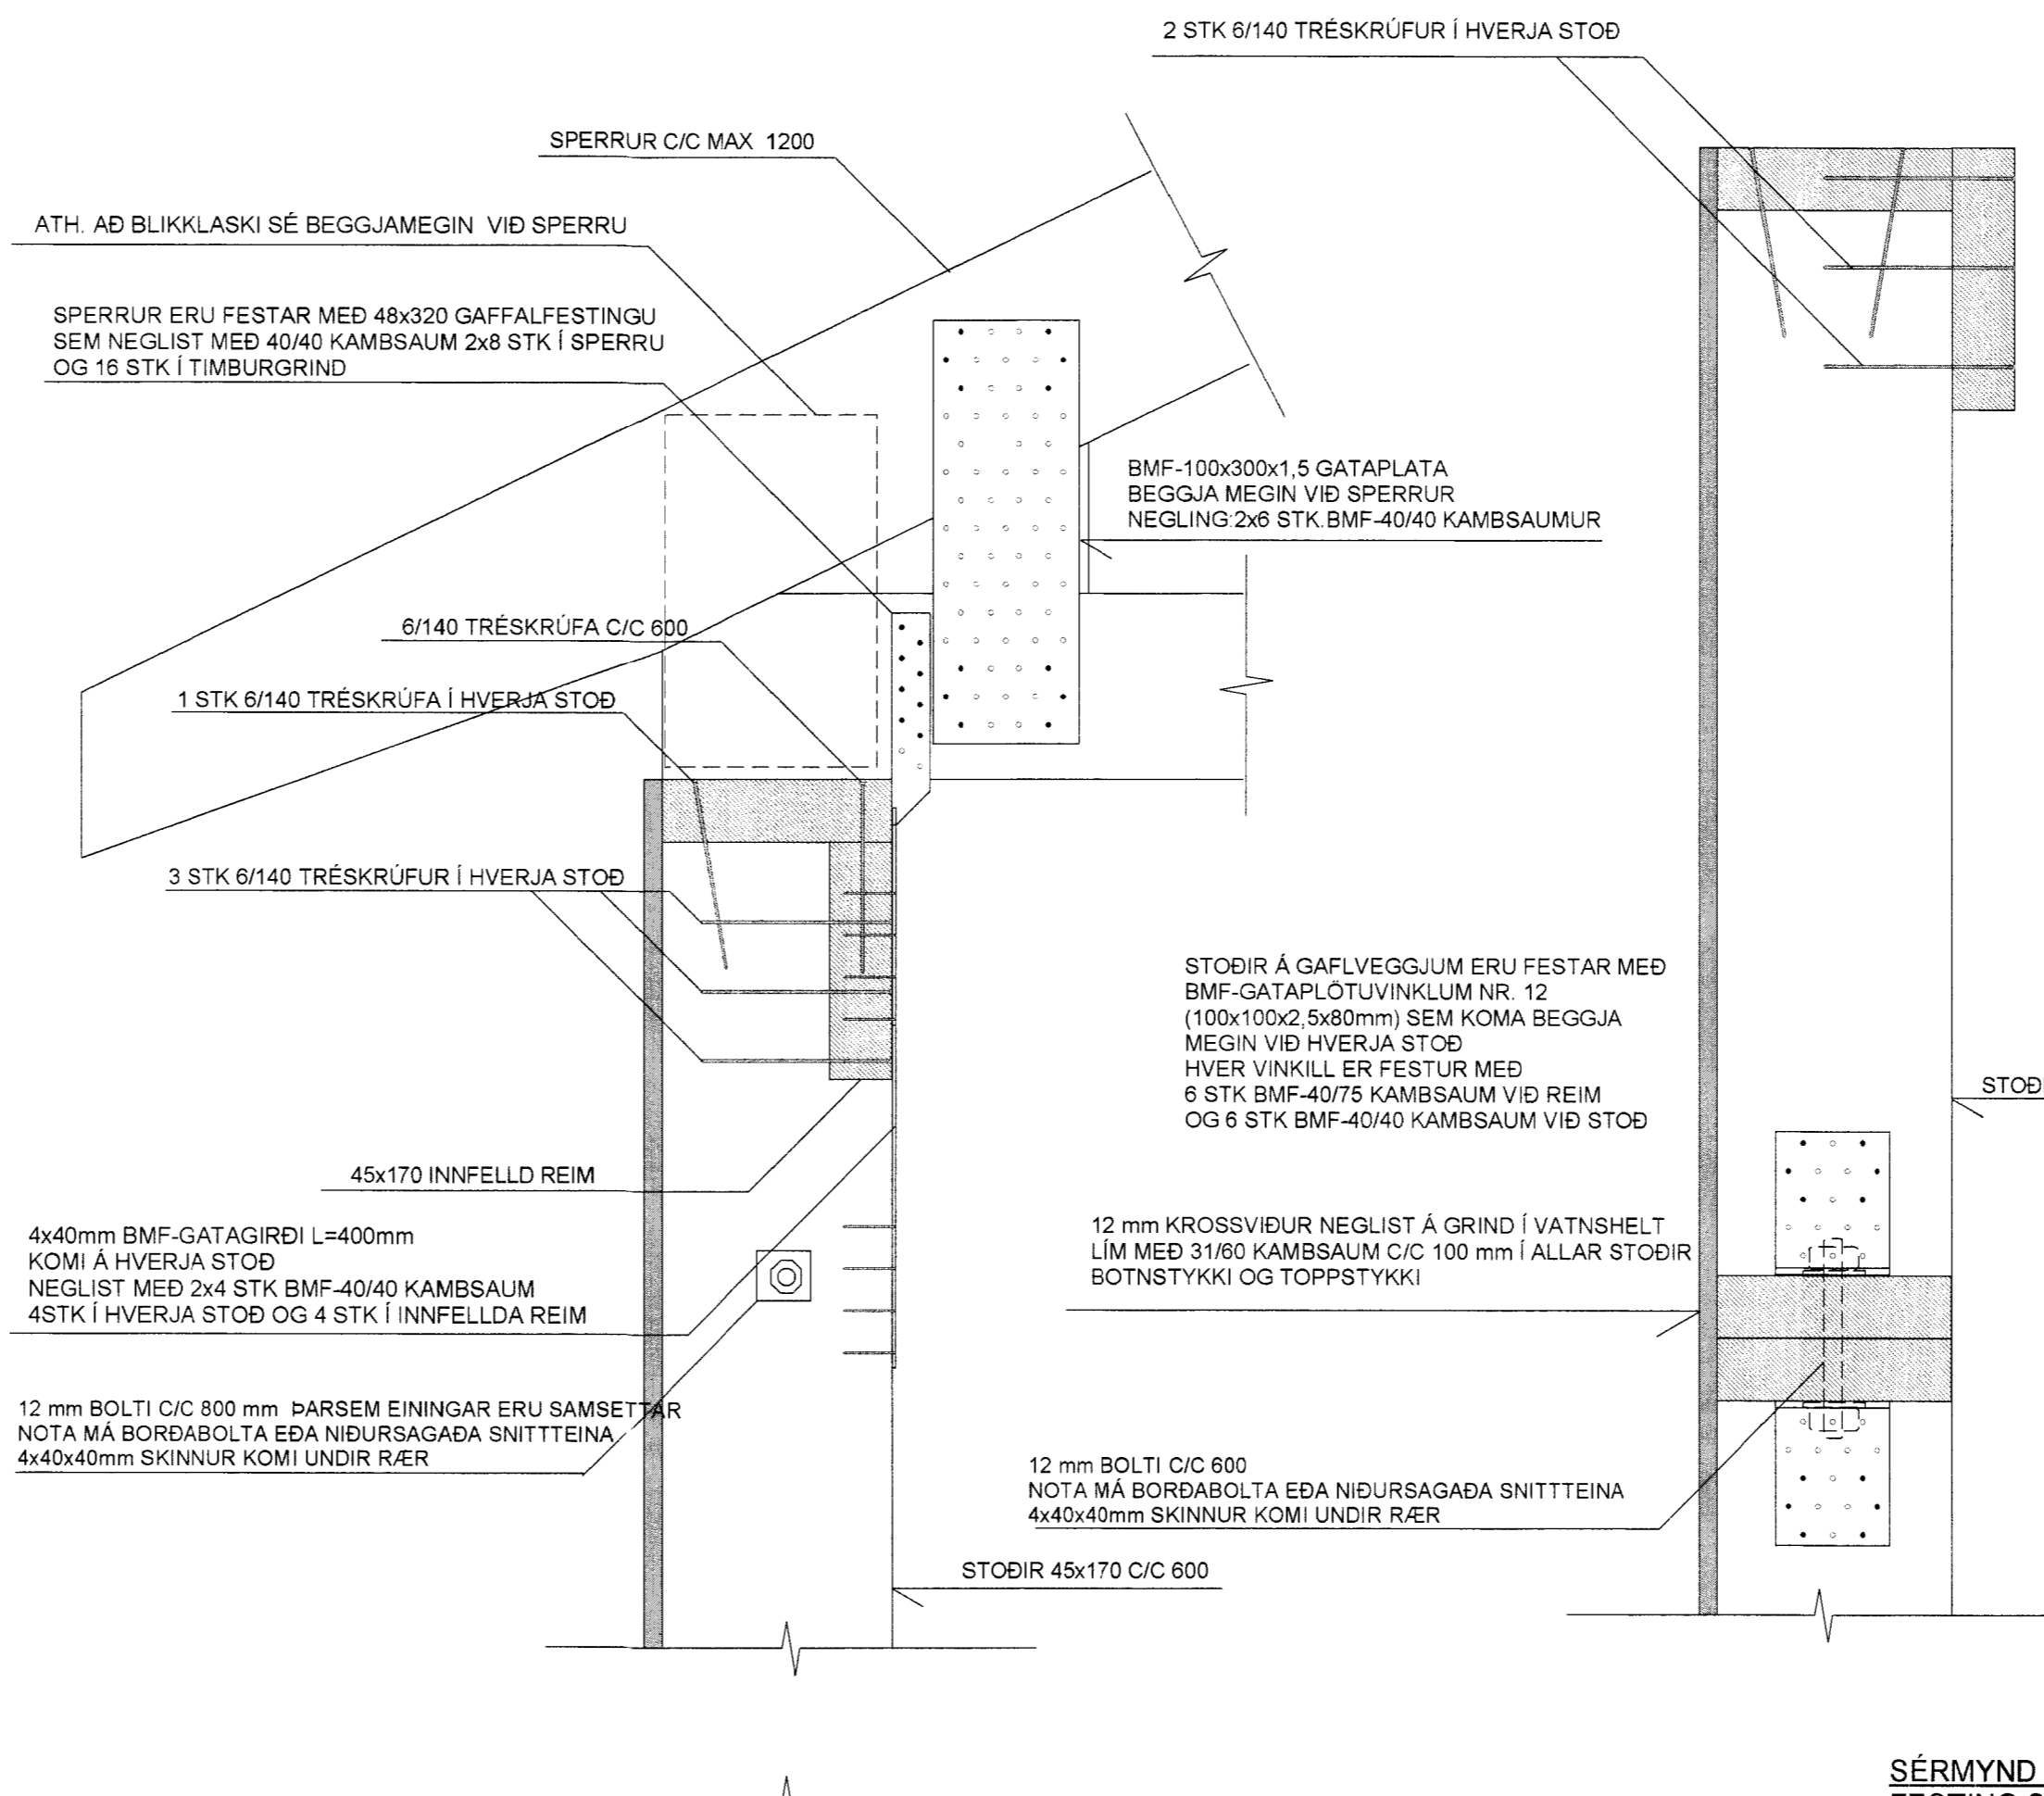 2 STK 6/140 TRÉSKRÚFUR Í HVERJA STOÐ
SPERRUR C/C MAX 1200
ATH. AÐ BLIKKLASKI SÉ BEGGJAMEGIN VIÐ SPERRU
SPERRUR ERU FESTAR MEÐ 48x320 GAFFALFESTINGU
SEM NEGLIST MEÐ 40/40 KAMBSAUM 2x8 STK Í SPERRU
OG 16 STK Í TIMBURGRIND
BMF-100x300x1,5 GATAPLATA
BEGGJA MEGIN VIÐ SPERRUR
NEGLING:2x6 STK.BMF-40/40 KAMBSAUMUR
6/140 TRÉSKRÚFA C/C 600
1 STK 6/140 TRÉSKRÚFA Í HVERJA STOÐ
3 STK 6/140 TRÉSKRÚFUR Í HVERJA STOÐ
STOÐIR Á GAFLVEGGJUM ERU FESTAR MEÐ
BMF-GATAPLÖTUVINKLUM NR. 12
(100x100x2,5x80mm) SEM KOMA BEGGJA
MEGIN VIÐ HVERJA STOÐ
HVER VINKILL ER FESTUR MEÐ
6 STK BMF-40/75 KAMBSAUM VIÐ REIM
OG 6 STK BMF-40/40 KAMBSAUM VIÐ STOÐ
STOÐ
45x170 INNFELLD REIM
4x40mm BMF-GATAGIRÐI L=400mm
KOMI Á HVERJA STOÐ
NEGLIST MEÐ 2x4 STK BMF-40/40 KAMBSAUM
4STK Í HVERJA STOÐ OG 4 STK Í INNFELLDA REIM
12 mm KROSSVIÐUR NEGLIST Á GRIND Í VATNSHELT
LÍM MEÐ 31/60 KAMBSAUM C/C 100 mm Í ALLAR STOÐIR
BOTNSTYKKI OG TOPPSTYKKI
12 mm BOLTI C/C 800 mm ÞARSEM EININGAR ERU SAMSETTAR
NOTA MÁ BORÐABOLTA EÐA NIÐURSAGAÐA SNITTTEINA
4x40x40mm SKINNUR KOMI UNDIR RÆR
12 mm BOLTI C/C 600
NOTA MÁ BORÐABOLTA EÐA NIÐURSAGAÐA SNITTTEINA
4x40x40mm SKINNUR KOMI UNDIR RÆR
STOÐIR 45x170 C/C 600
SÉRMYND